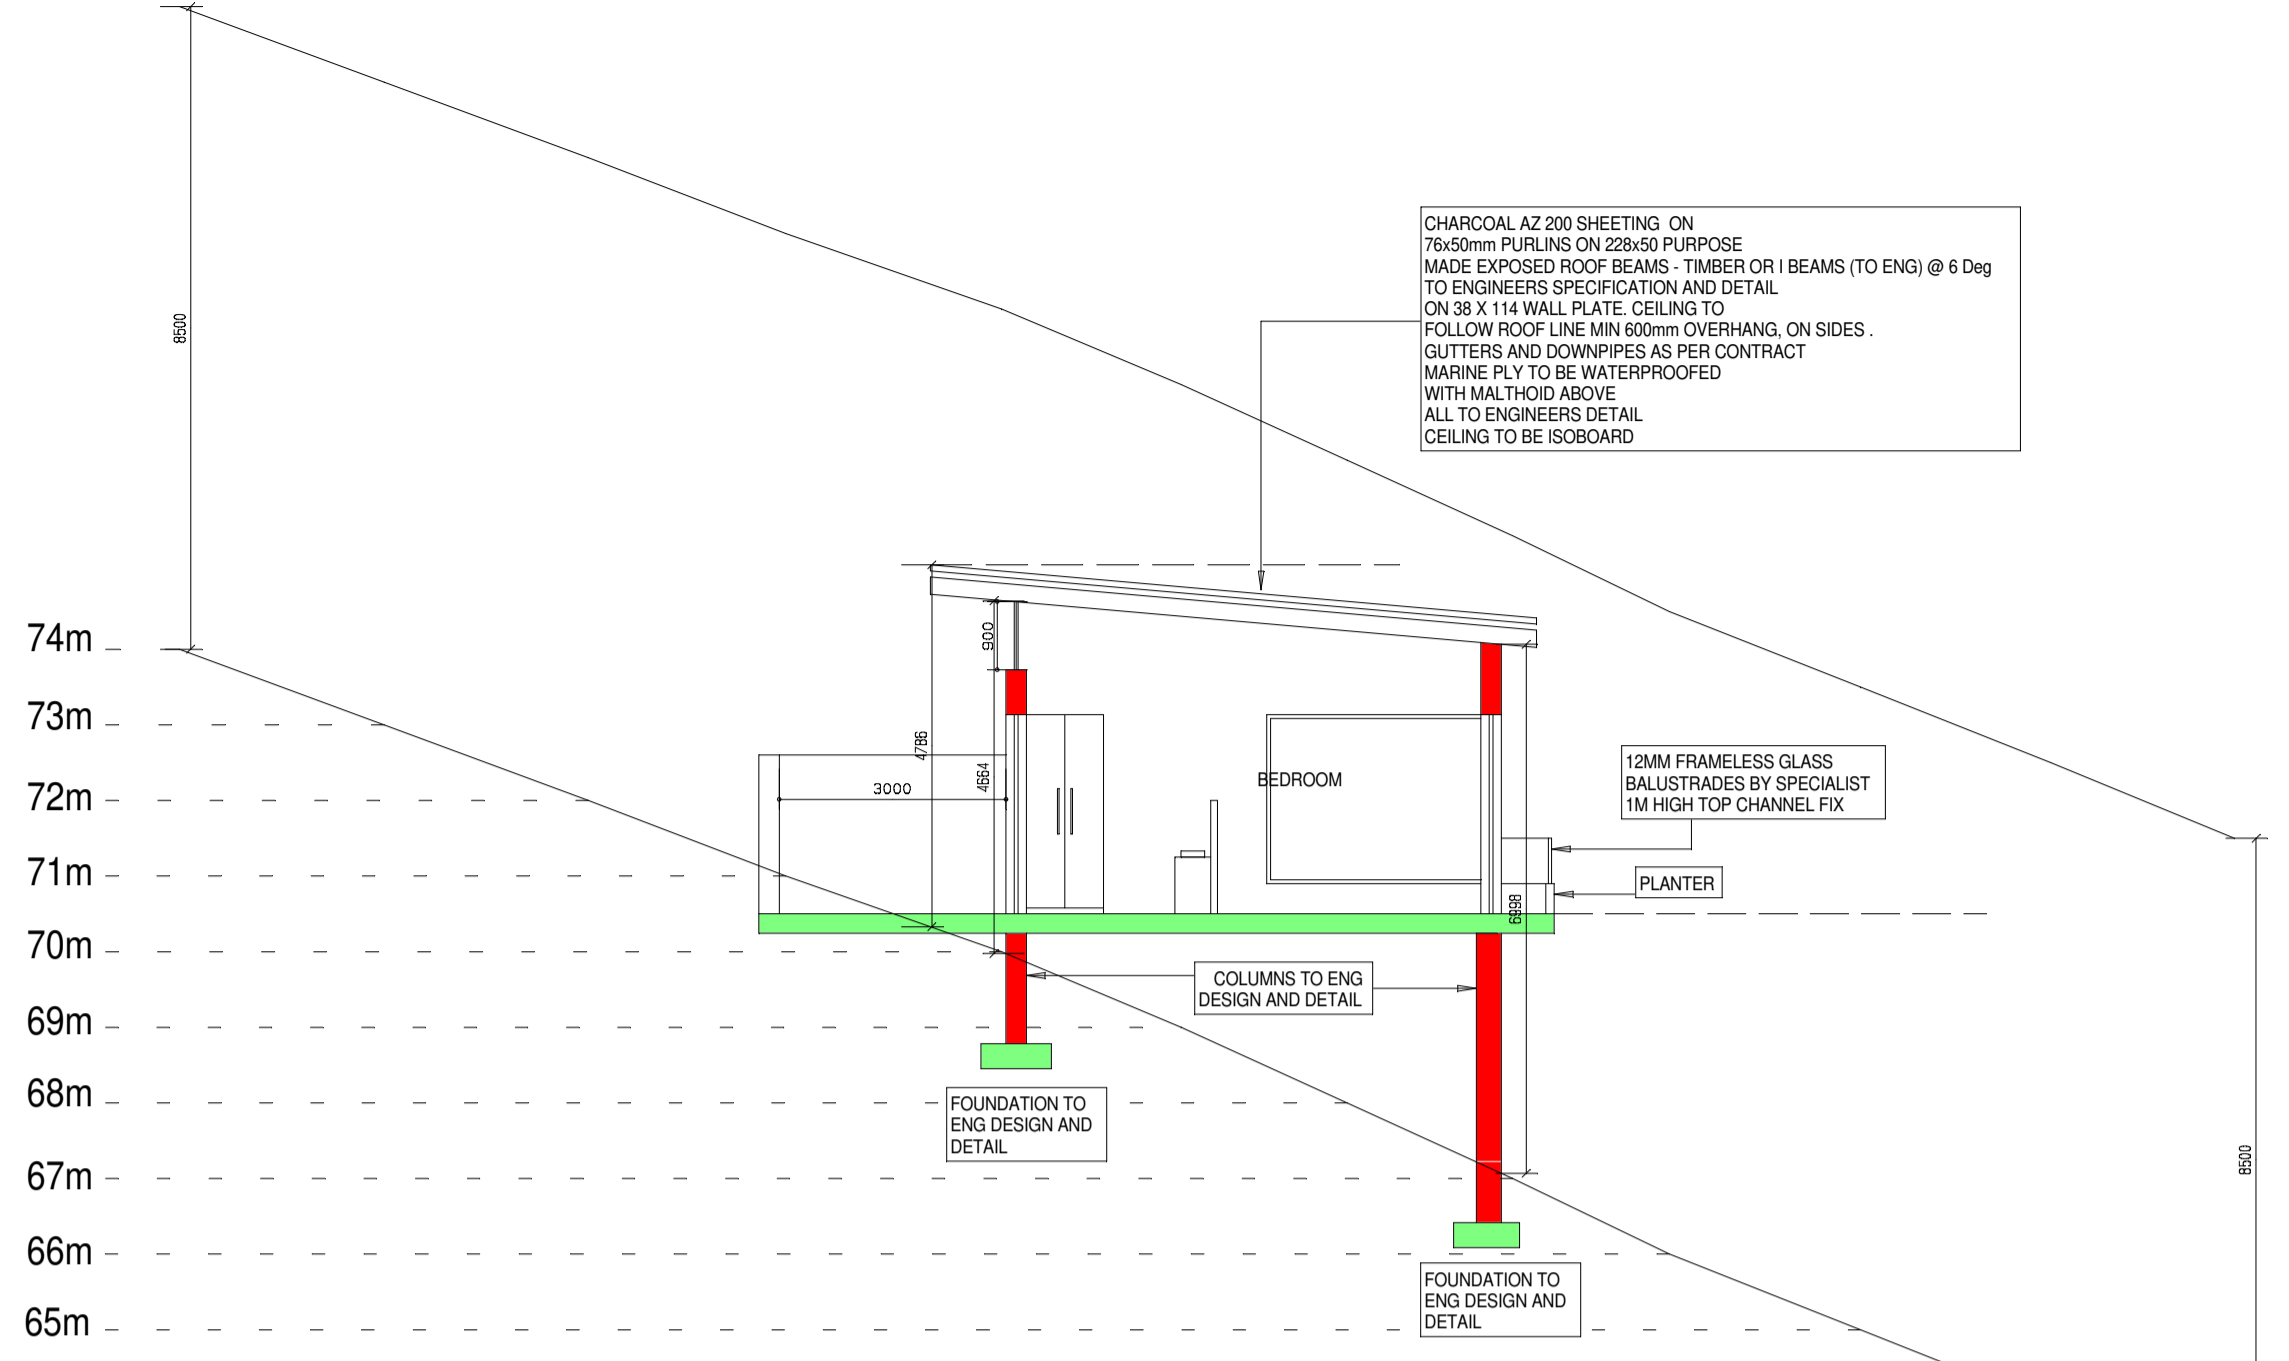 8500
CHARCOAL AZ 200 SHEETING ON
76x50mm PURLINS ON 228x50 PURPOSE
MADE EXPOSED ROOF BEAMS - TIMBER OR I BEAMS (TO ENG) @ 6 Deg
TO ENGINEERS SPECIFICATION AND DETAIL
ON 38 X 114 WALL PLATE. CEILING TO
FOLLOW ROOF LINE MIN 600mm OVERHANG, ON SIDES .
GUTTERS AND DOWNPIPES AS PER CONTRACT
MARINE PLY TO BE WATERPROOFED
WITH MALTHOID ABOVE
ALL TO ENGINEERS DETAIL
CEILING TO BE ISOBOARD
74m
900
73m
4786
4664
BEDROOM
12MM FRAMELESS GLASS
BALUSTRADES BY SPECIALIST
1M HIGH TOP CHANNEL FIX
72m
3000
71m
PLANTER
6998
70m
COLUMNS TO ENG
DESIGN AND DETAIL
69m
68m
FOUNDATION TO
ENG DESIGN AND
DETAIL
67m
8500
66m
FOUNDATION TO
ENG DESIGN AND
DETAIL
65m